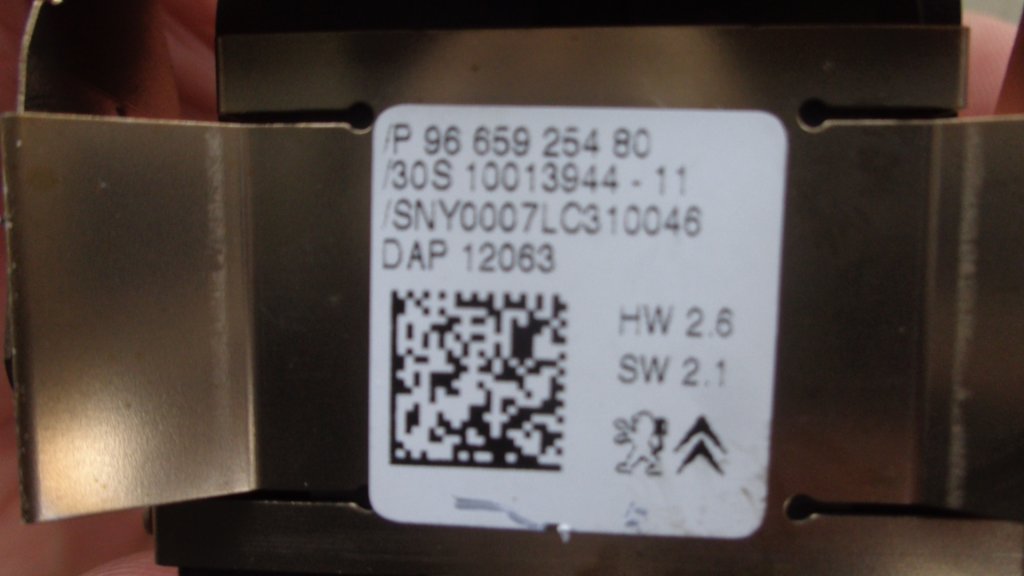 /P 96 659 254 80
/30S 10013944 - 11
/SNY0007LC310046
DAP 12063
HW 2.6
SW 2.1